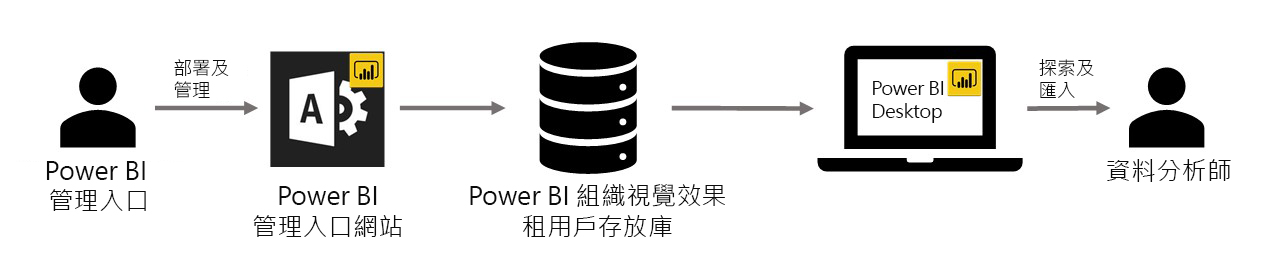 部署及
管理
Power BI
管理入口
A
Power BI
管理入口網站
Power BI 組織視覺效果
租用戶存放庫
Power BI
Desktop
探索及
匯入
資料分析師